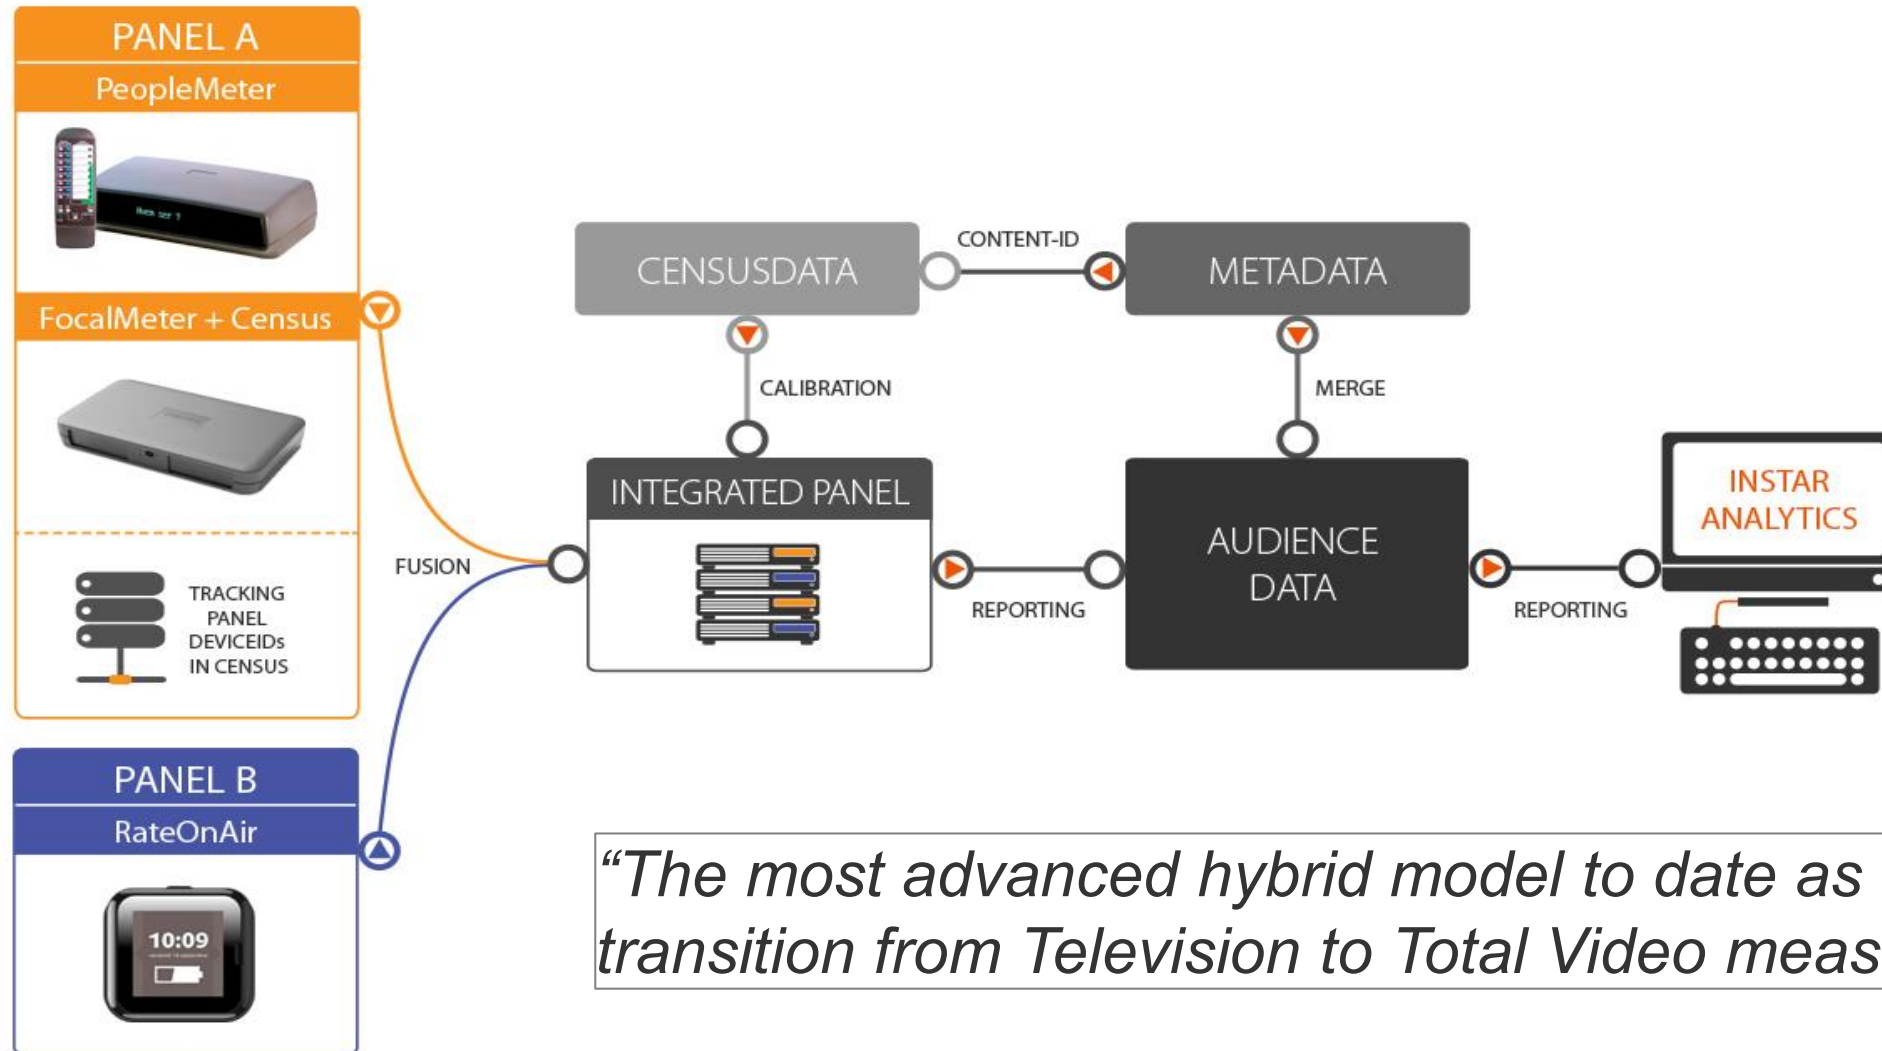 PANEL A
PeopleMeter
FocalMeter + Census
TRACKING
PANEL
DEVICEIDs
IN CENSUS
PANEL B
RateOnAir
10:09
FUSION
CENSUSDATA
CONTENT-ID
METADATA
CALIBRATION
MERGE
INTEGRATED PANEL
REPORTING
AUDIENCE
DATA
REPORTING
INSTAR
ANALYTICS
“The most advanced hybrid model to date as
transition from Television to Total Video meas